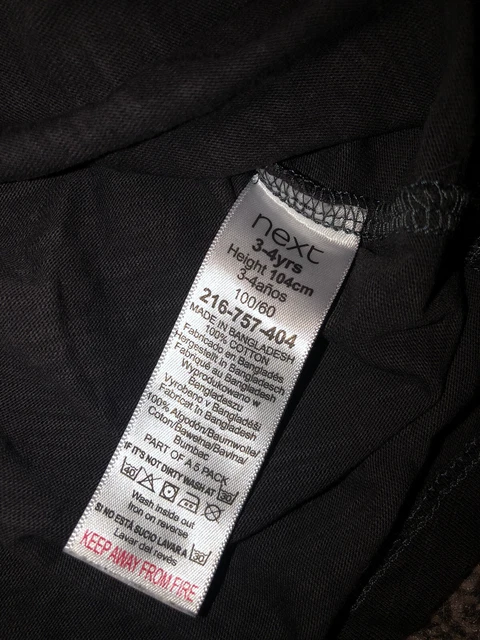 next
3-4yrs
Height 104cm
3-4años
100/60
216-757-404
MADE IN BANGLADESH
100% COTTON
Fabricado en Bangladés
Hergestellt in Bangladesch
Fabriqué au Bangladesh
Wyprodukowano w
Bangladeszu
Vyrobeno v Bangladéši
Fabricat în Bangladesh
100% Algodón/Baumwolle/
Coton/Bawełna/Bavlna/
Bumbac
PART OF A 5 PACK
IF IT'S NOT DIRTY WASH AT 30
40
Wash inside out
Iron on reverse
SI NO ESTÁ SUCIO LAVAR A 30
Lavar del revés
KEEP AWAY FROM FIRE